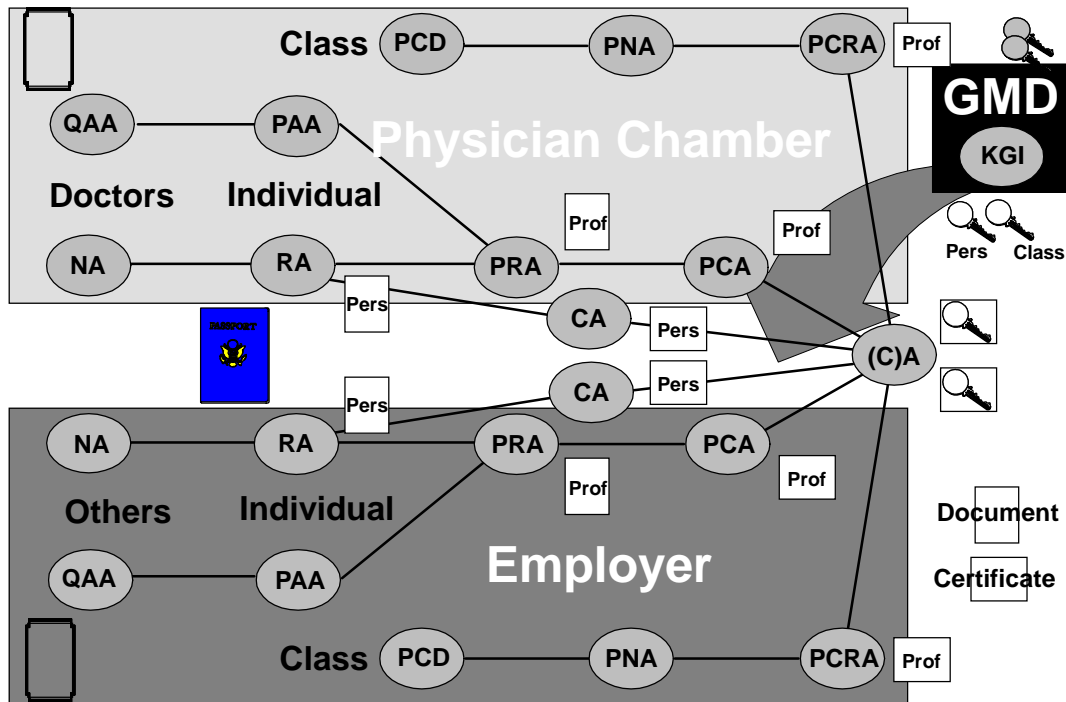 Class PCD PNA PCRA Prof
GMD
KGI
QAA PAA Physician Chamber
Doctors Individual Prof Prof
Pers Class
NA RA PRA PCA
Pers CA Pers
PASSPORT
(C)A
Pers CA Pers
NA RA PRA PCA
Prof Prof
Others Individual
Document
Employer
QAA PAA Certificate
Class PCD PNA PCRA Prof